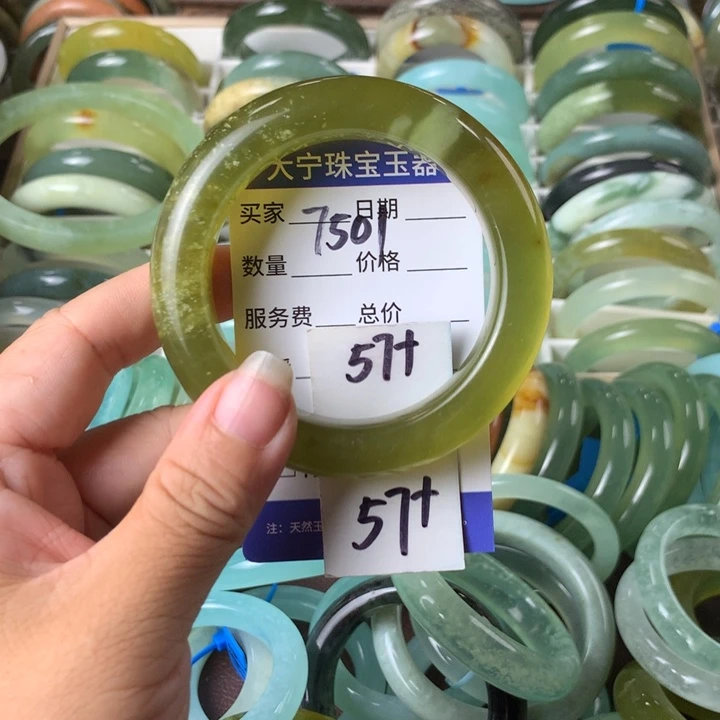 大宁珠宝玉器
买家 7501 日期
数量 价格
服务费 总价
57+
57+
注：天然玉